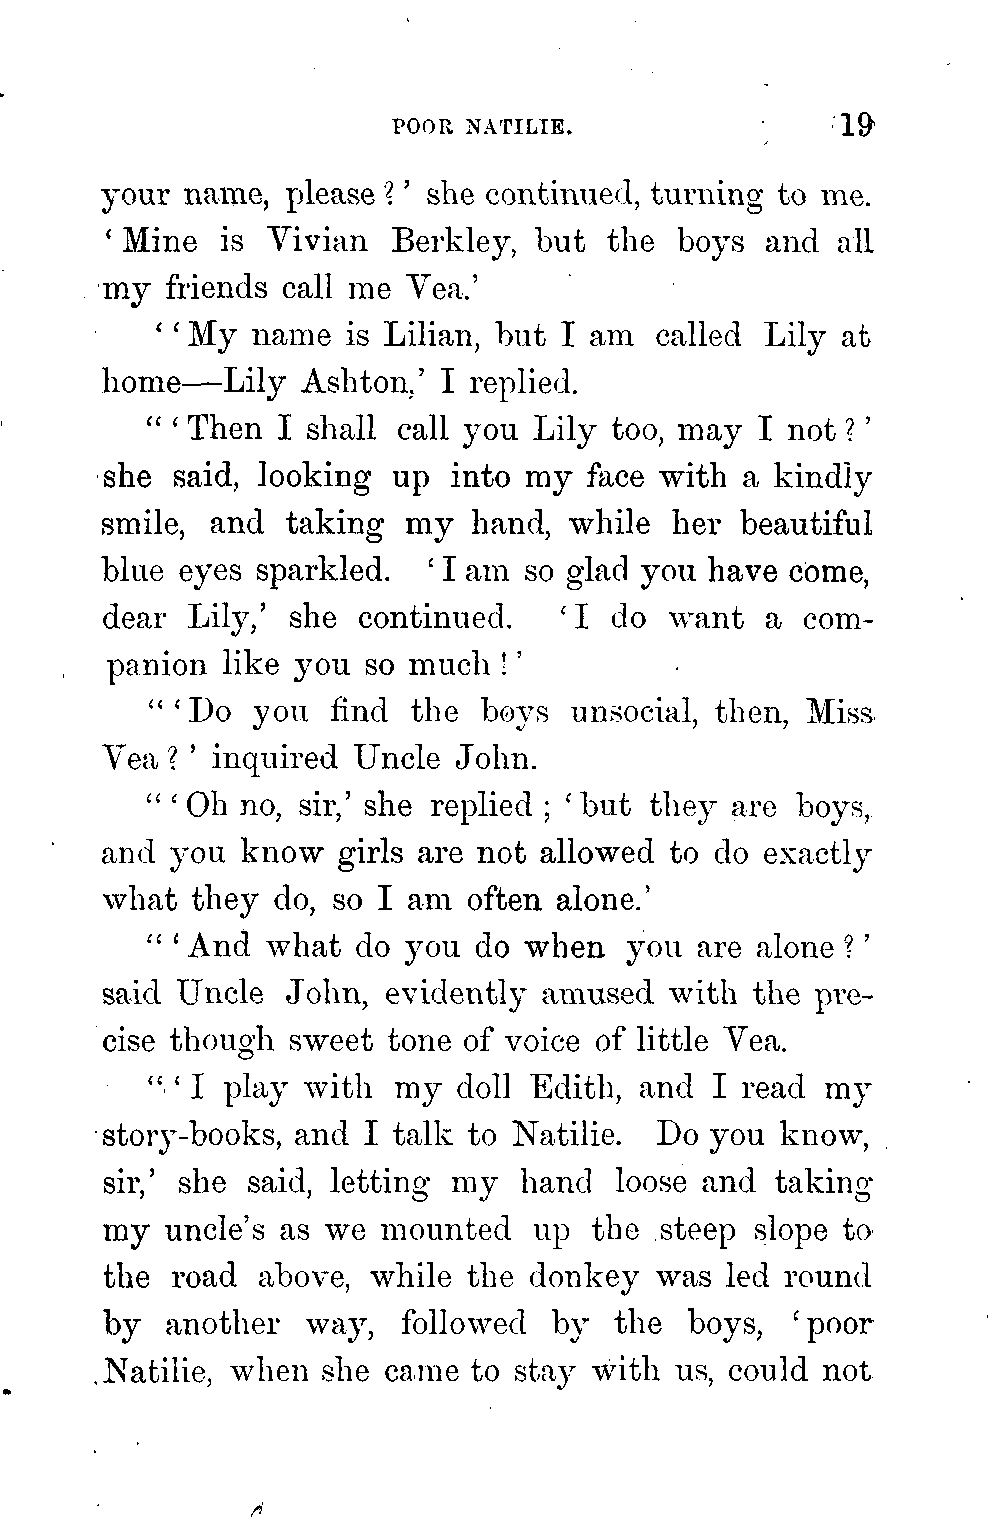 POOR NATILIE. 19
your name, please?' she continued, turning to me.
'Mine is Vivian Berkley, but the boys and all
my friends call me Vea.'
''My name is Lilian, but I am called Lily at
home—Lily Ashton,' I replied.
"'Then I shall call you Lily too, may I not?'
she said, looking up into my face with a kindly
smile, and taking my hand, while her beautiful
blue eyes sparkled. 'I am so glad you have come,
dear Lily,' she continued. 'I do want a com-
panion like you so much!'
"'Do you find the boys unsocial, then, Miss
Vea?' inquired Uncle John.
"'Oh no, sir,' she replied; 'but they are boys,
and you know girls are not allowed to do exactly
what they do, so I am often alone.'
"'And what do you do when you are alone?'
said Uncle John, evidently amused with the pre-
cise though sweet tone of voice of little Vea.
"'I play with my doll Edith, and I read my
story-books, and I talk to Natilie. Do you know,
sir,' she said, letting my hand loose and taking
my uncle's as we mounted up the steep slope to
the road above, while the donkey was led round
by another way, followed by the boys, 'poor
Natilie, when she came to stay with us, could not